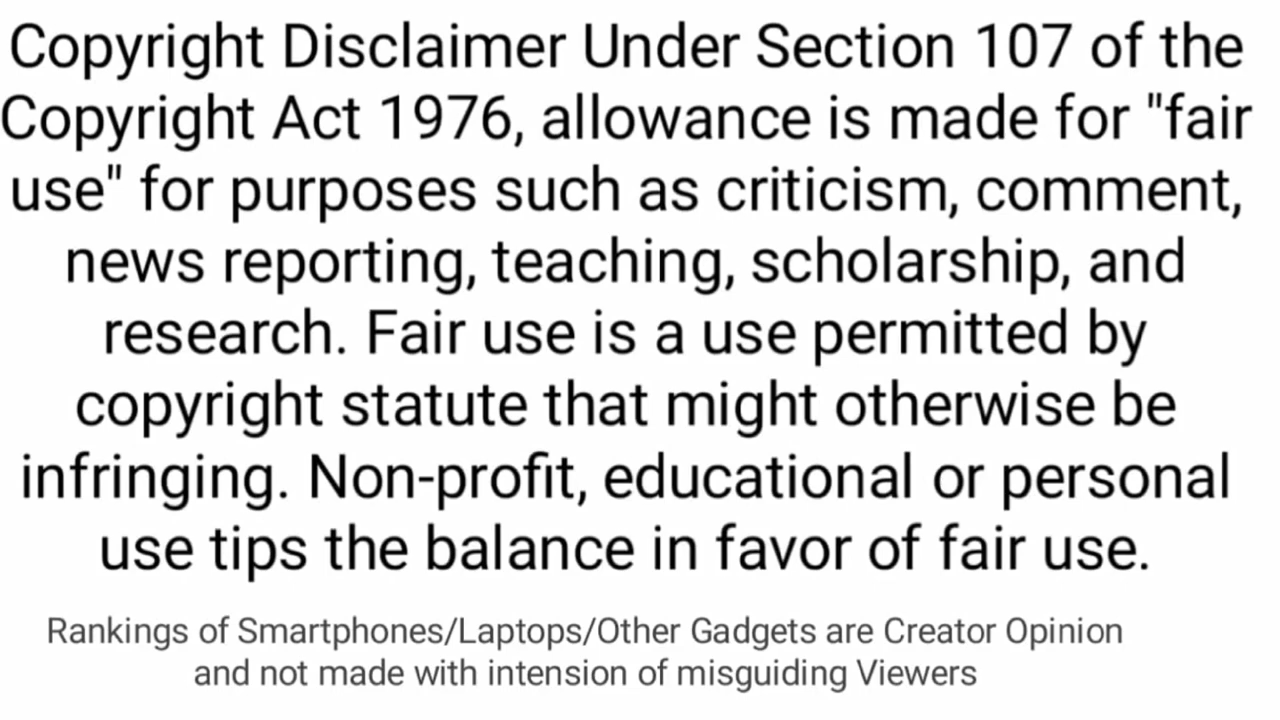 Copyright Disclaimer Under Section 107 of the
Copyright Act 1976, allowance is made for "fair
use" for purposes such as criticism, comment,
news reporting, teaching, scholarship, and
research. Fair use is a use permitted by
copyright statute that might otherwise be
infringing. Non-profit, educational or personal
use tips the balance in favor of fair use.
Rankings of Smartphones/Laptops/Other Gadgets are Creator Opinion
and not made with intension of misguiding Viewers